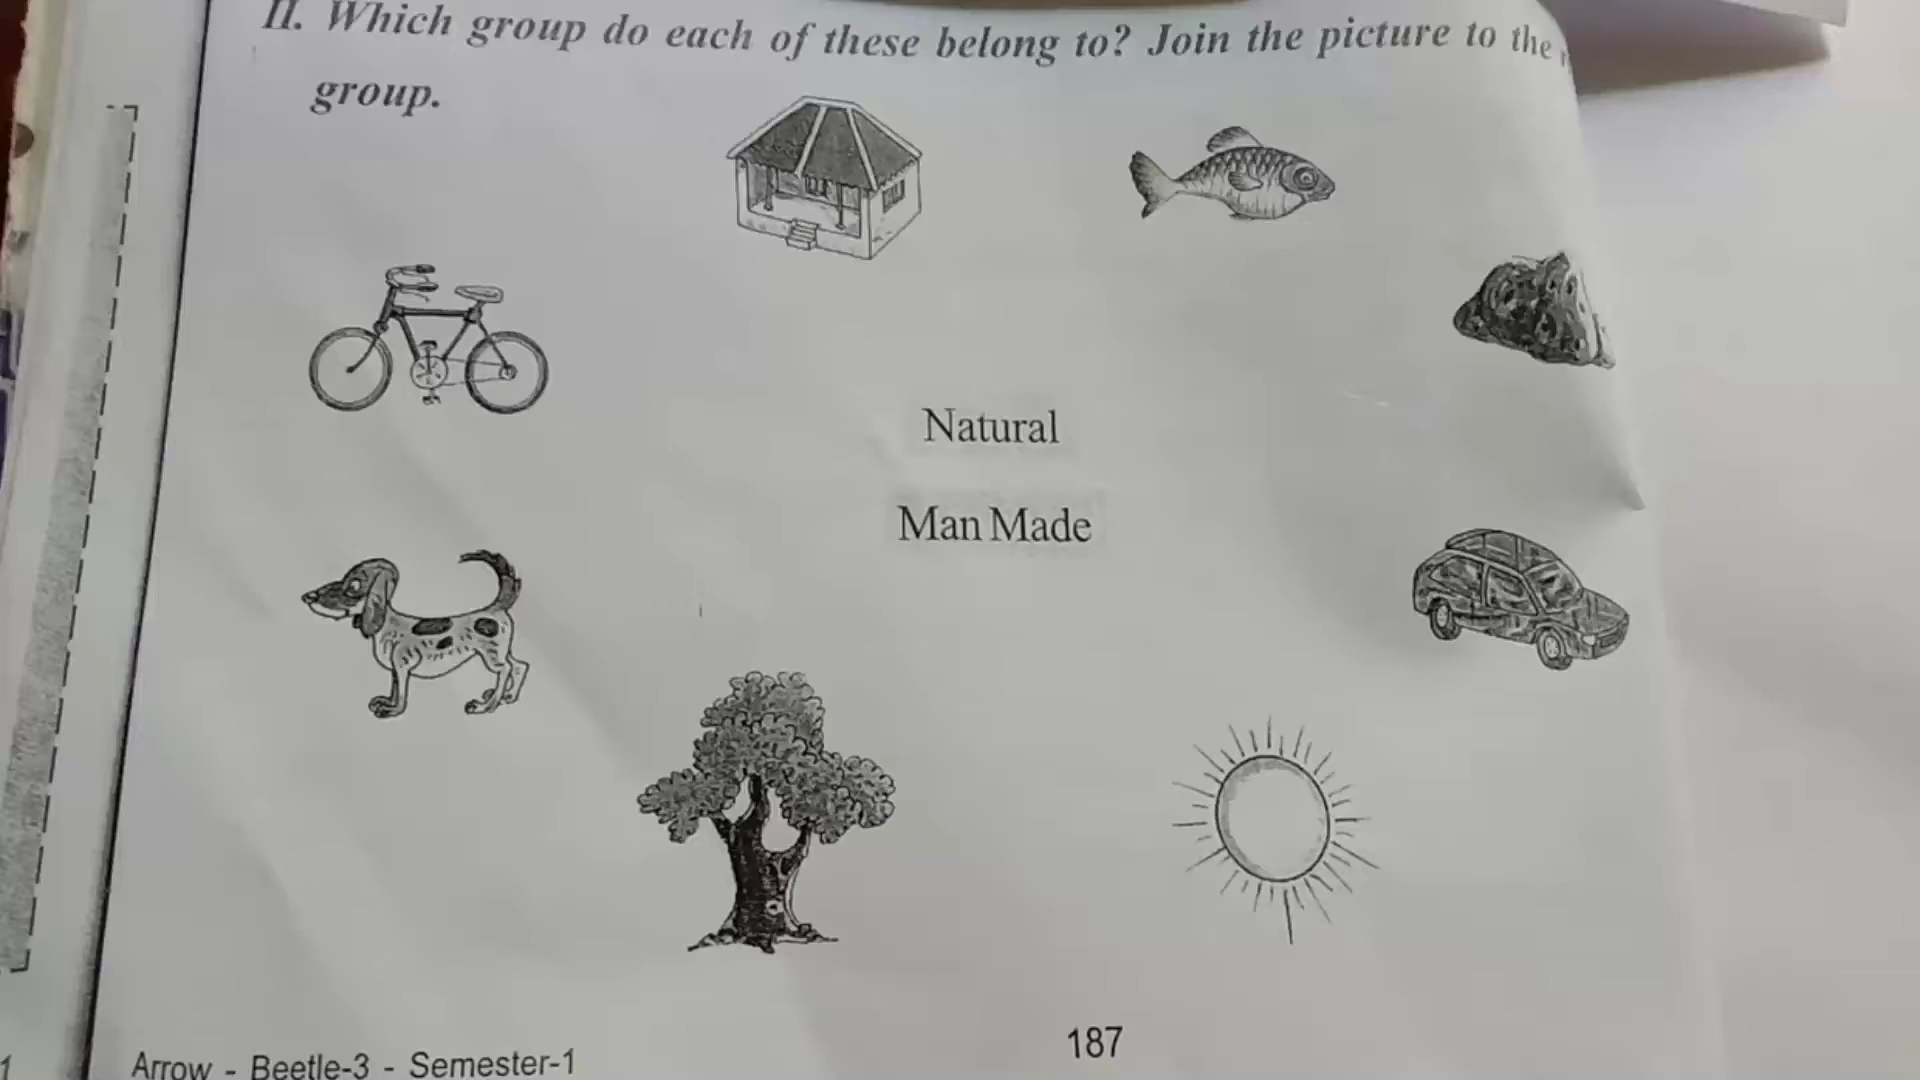 II. Which group do each of these belong to? Join the picture to the
group.
Natural
Man Made
187
Arrow - Beetle-3 - Semester-1